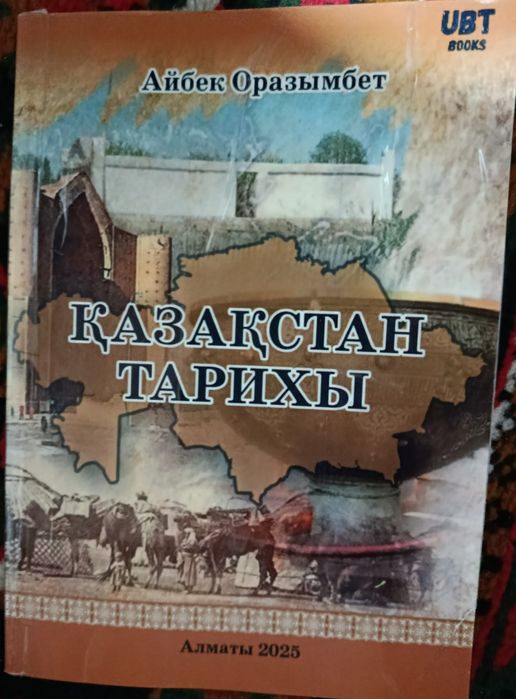 UBT
BOOKS
Айбек Оразымбет
ҚАЗАҚСТАН
ТАРИХЫ
Алматы 2025